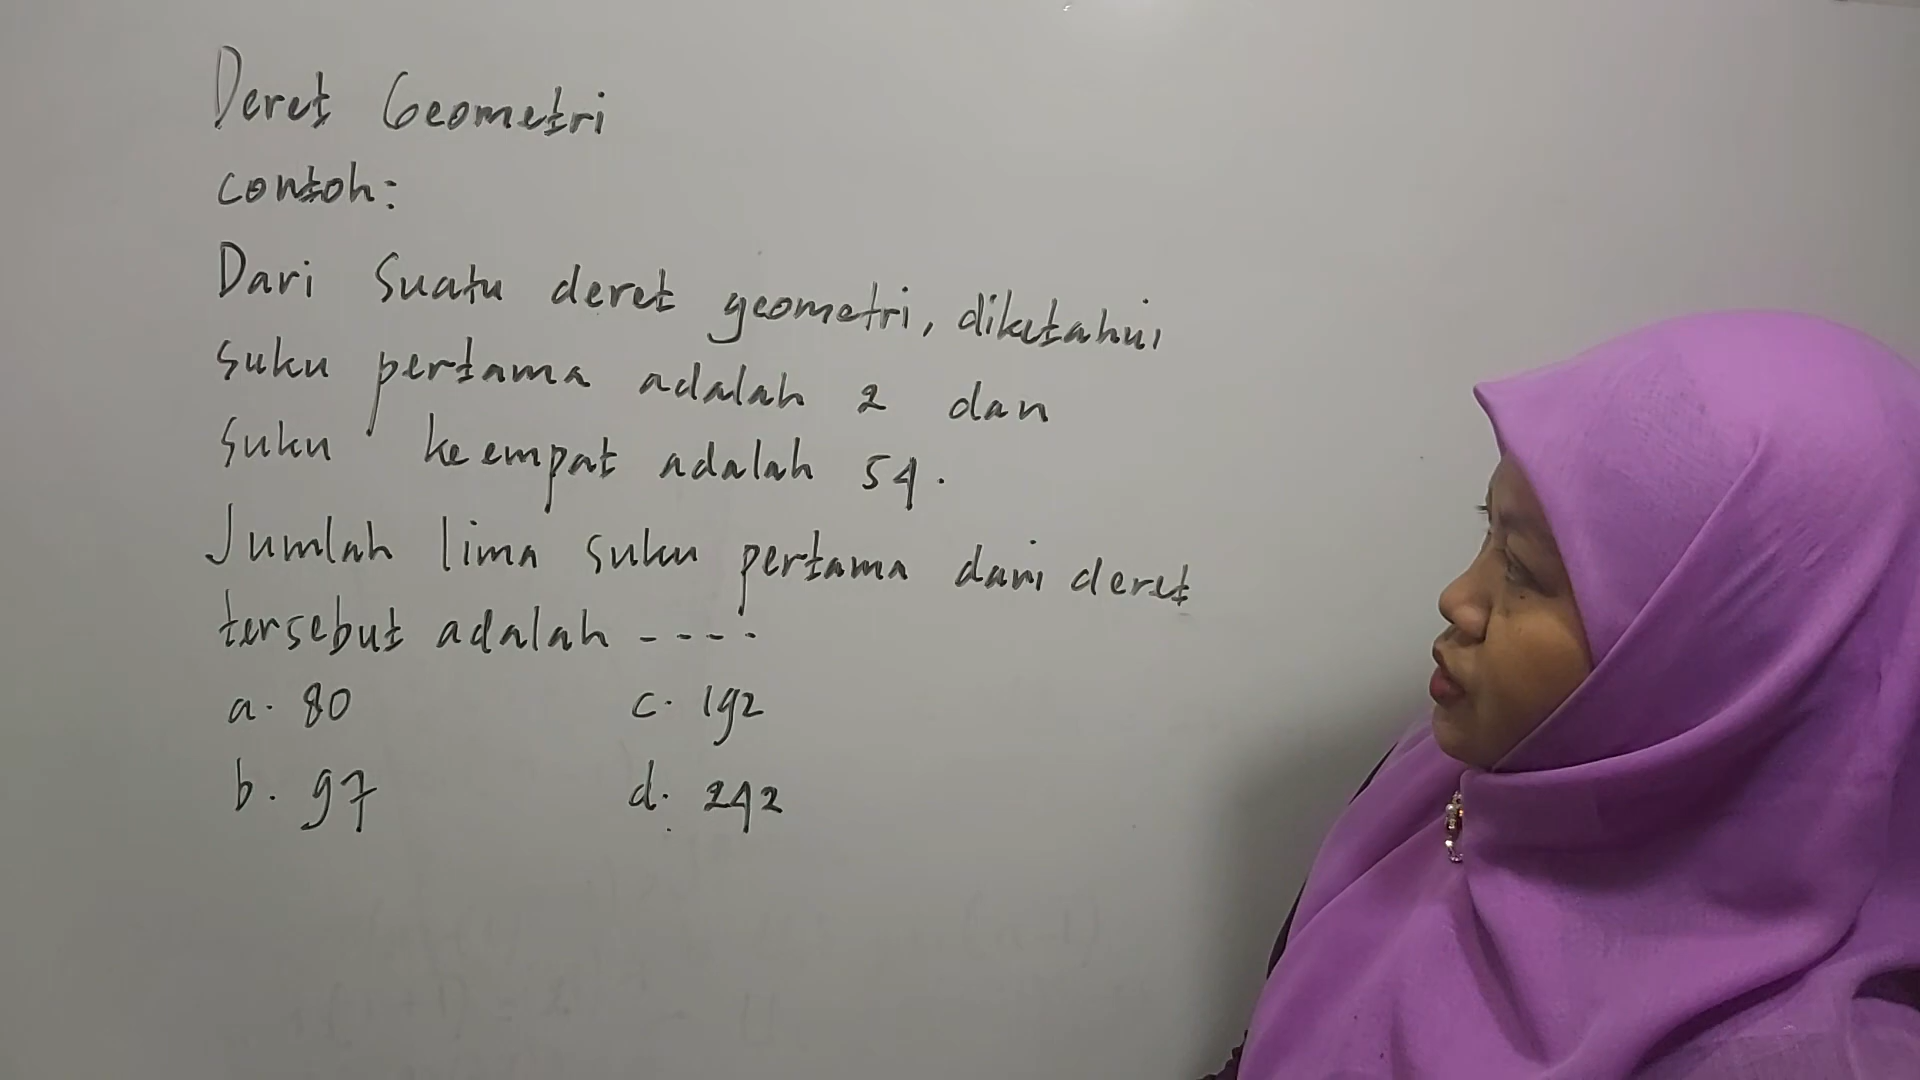 Deret Geometri
contoh:
Dari suatu deret geometri, diketahui
suku pertama adalah 2 dan
suku keempat adalah 54.
Jumlah lima suku pertama dari deret
tersebut adalah ----.
a. 80 c. 192
b. 97 d. 242